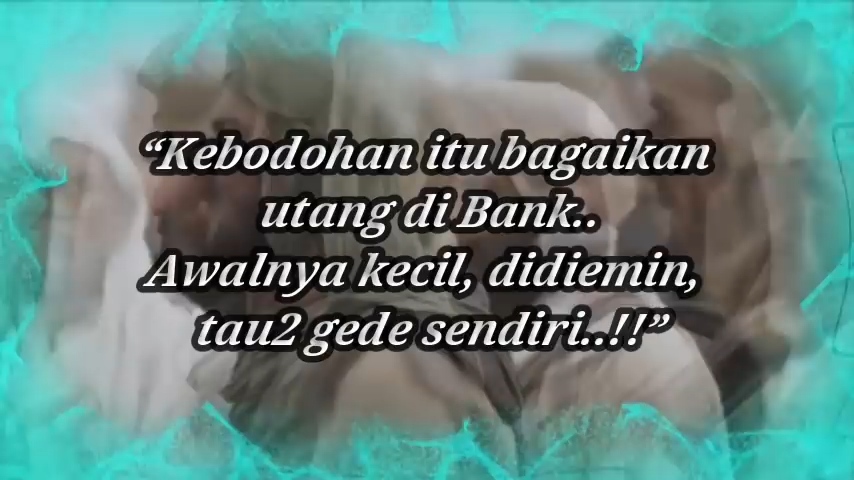 “Kebodohan itu bagaikan
utang di Bank..
Awalnya kecil, didiemin,
tau2 gede sendiri..!!”